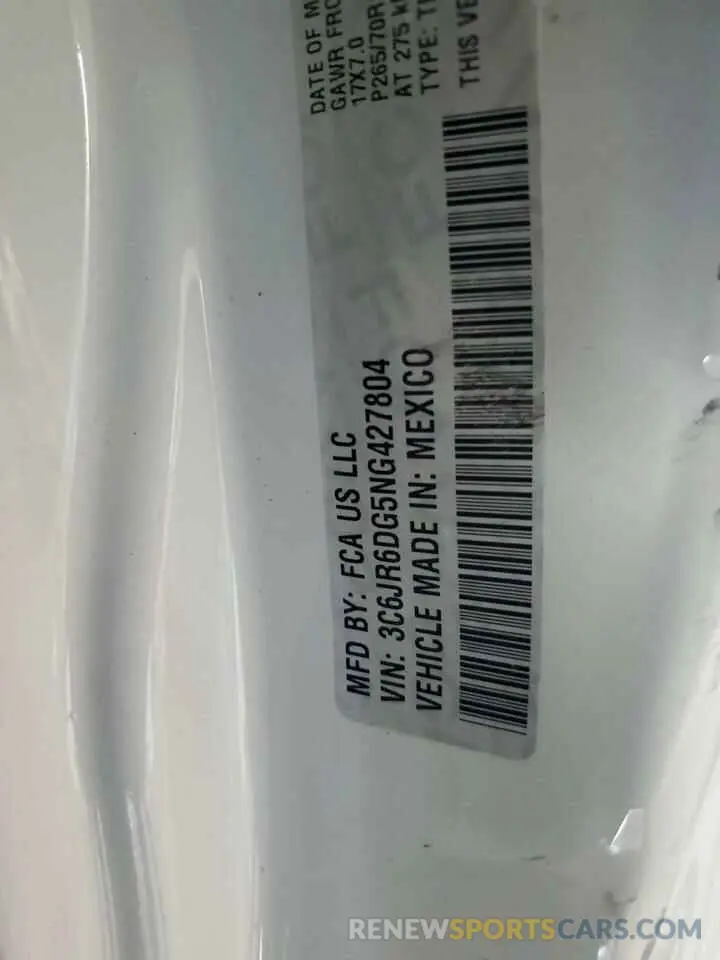 MFD BY: FCA US LLC
VIN: 3C6JR6DG5NG427804
VEHICLE MADE IN: MEXICO
DATE OF M
GAWR FRO
17X7.0
P265/70R
AT 275 k
TYPE: T
THIS VE
RENEWSPORTSCARS.COM